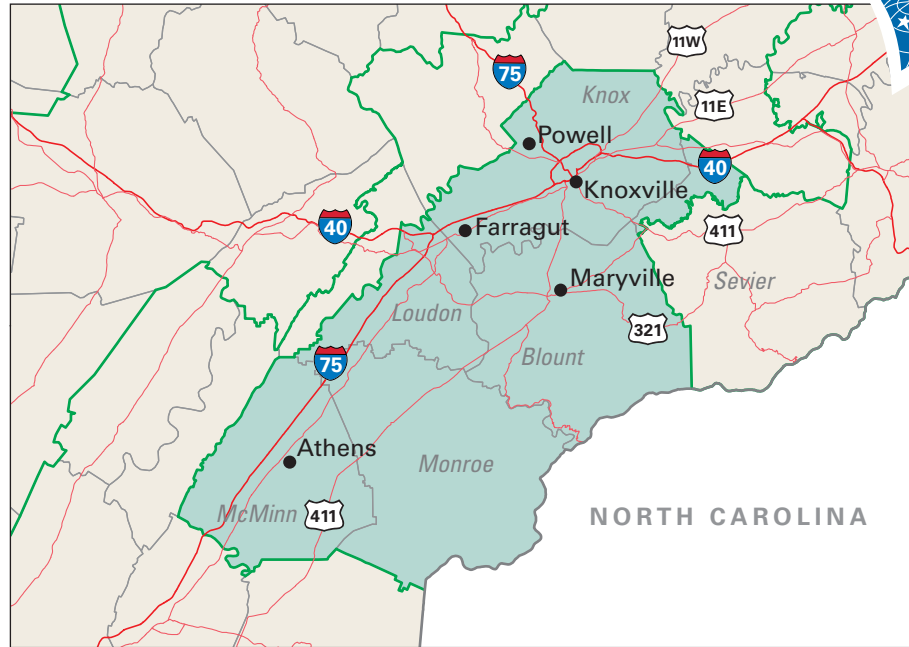 11W
75
Knox
11E
Powell
40
Knoxville
40
Farragut
411
Maryville
Sevier
Loudon
321
75
Blount
Athens
Monroe
McMinn
411
NORTH CAROLINA